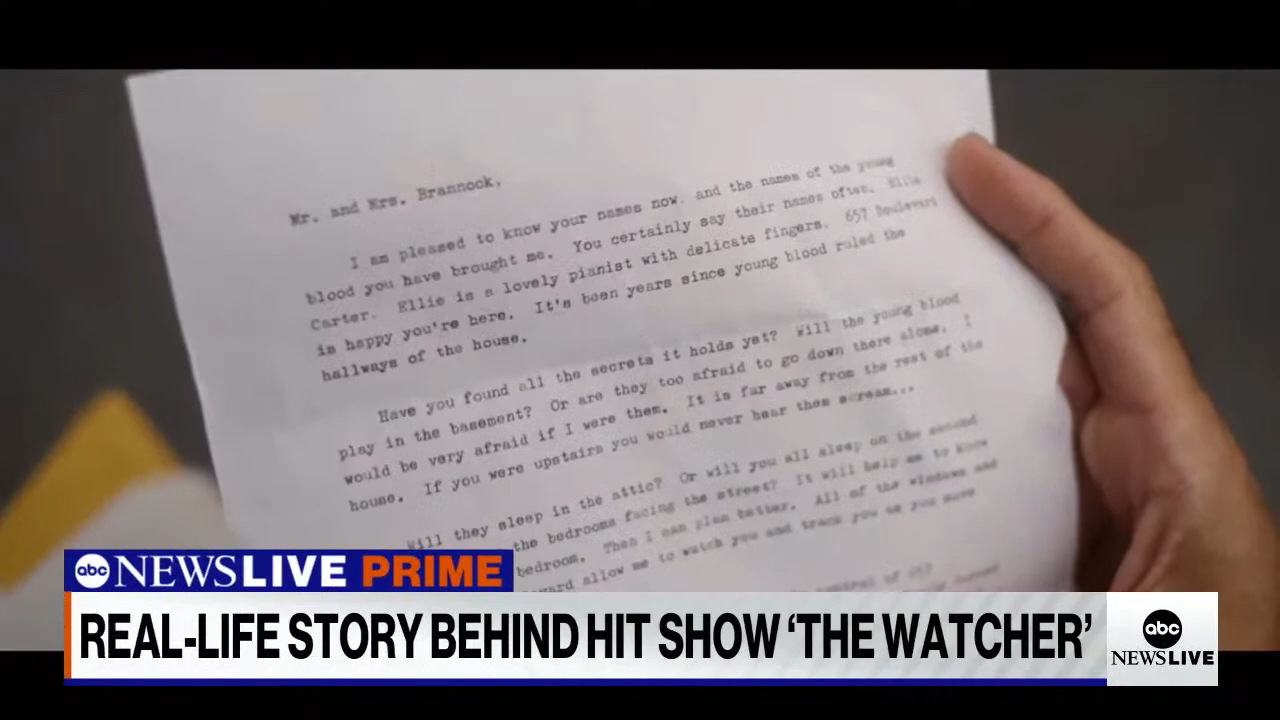 Mr. and Mrs. Brannock,
I am pleased to know your names now, and the names of the young
blood you have brought me. You certainly say their names often. Ellie
Carter. Ellie is a lovely pianist with delicate fingers. 657 Boulevard
is happy you're here. It's been years since young blood ruled the
hallways of the house.
Have you found all the secrets it holds yet? Will the young blood
play in the basement? Or are they too afraid to go down there alone. I
would be very afraid if I were them. It is far away from the rest of the
house. If you were upstairs you would never hear them scream...
Will they sleep in the attic? Or will you all sleep on the second
the bedrooms facing the street? It will help me to know
bedroom. Then I can plan better. All of the windows and
allow me to watch you and track you as you move
of 657
abc NEWS LIVE PRIME
REAL-LIFE STORY BEHIND HIT SHOW 'THE WATCHER'
abc
NEWS LIVE